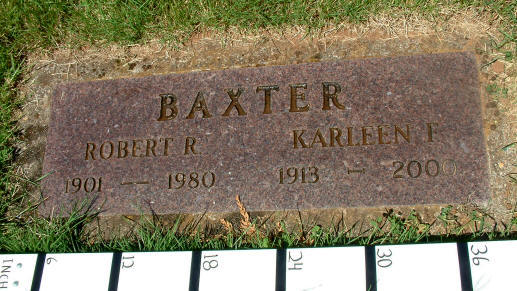 BAXTER
ROBERT R. KARLEEN F.
1901 — 1980 1913 — 2000
INCH 6 12 18 24 30 36